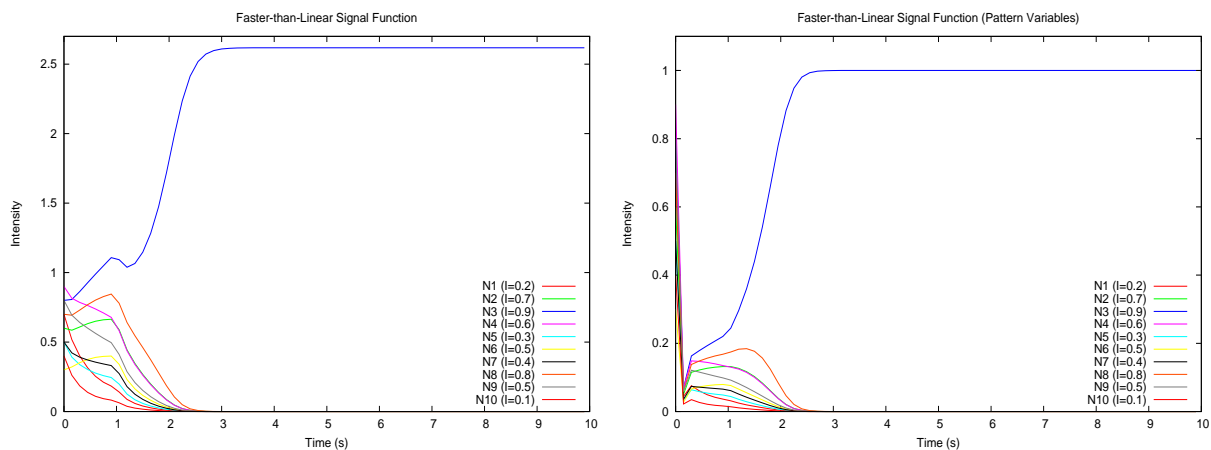 Faster-than-Linear Signal Function
Intensity
2.5
2
1.5
1
0.5
0
0 1 2 3 4 5 6 7 8 9 10
Time (s)
N1 (I=0.2)
N2 (I=0.7)
N3 (I=0.9)
N4 (I=0.6)
N5 (I=0.3)
N6 (I=0.5)
N7 (I=0.4)
N8 (I=0.8)
N9 (I=0.5)
N10 (I=0.1)
Faster-than-Linear Signal Function (Pattern Variables)
Intensity
1
0.8
0.6
0.4
0.2
0
0 1 2 3 4 5 6 7 8 9 10
Time (s)
N1 (I=0.2)
N2 (I=0.7)
N3 (I=0.9)
N4 (I=0.6)
N5 (I=0.3)
N6 (I=0.5)
N7 (I=0.4)
N8 (I=0.8)
N9 (I=0.5)
N10 (I=0.1)